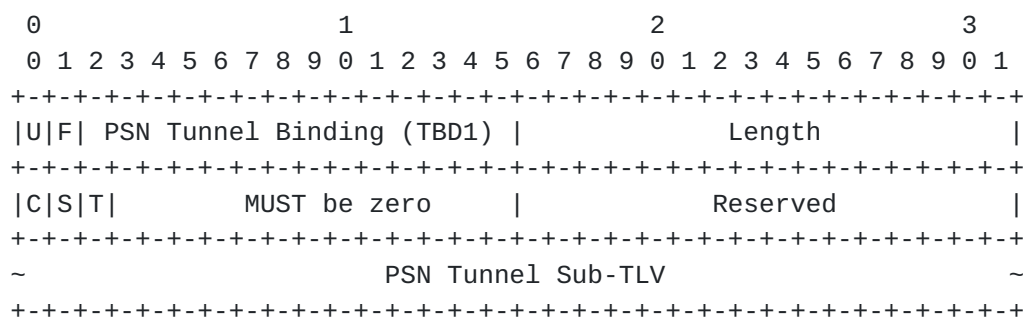 0                   1                   2                   3
 0 1 2 3 4 5 6 7 8 9 0 1 2 3 4 5 6 7 8 9 0 1 2 3 4 5 6 7 8 9 0 1
+-+-+-+-+-+-+-+-+-+-+-+-+-+-+-+-+-+-+-+-+-+-+-+-+-+-+-+-+-+-+-+-+
|U|F| PSN Tunnel Binding (TBD1) |            Length             |
+-+-+-+-+-+-+-+-+-+-+-+-+-+-+-+-+-+-+-+-+-+-+-+-+-+-+-+-+-+-+-+-+
|C|S|T|        MUST be zero     |           Reserved            |
+-+-+-+-+-+-+-+-+-+-+-+-+-+-+-+-+-+-+-+-+-+-+-+-+-+-+-+-+-+-+-+-+
~                       PSN Tunnel Sub-TLV                      ~
+-+-+-+-+-+-+-+-+-+-+-+-+-+-+-+-+-+-+-+-+-+-+-+-+-+-+-+-+-+-+-+-+